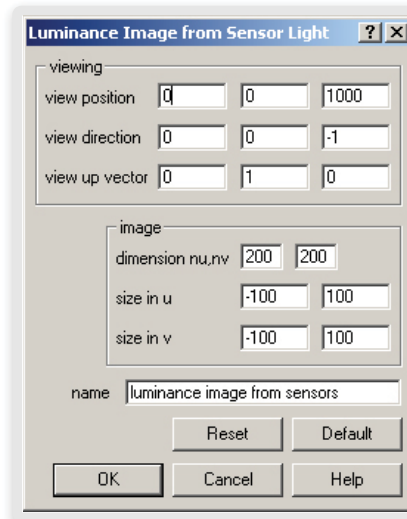 Luminance Image from Sensor Light ? X
viewing
view position 0 0 1000
view direction 0 0 -1
view up vector 0 1 0
image
dimension nu,nv 200 200
size in u -100 100
size in v -100 100
name luminance image from sensors
Reset Default
OK Cancel Help